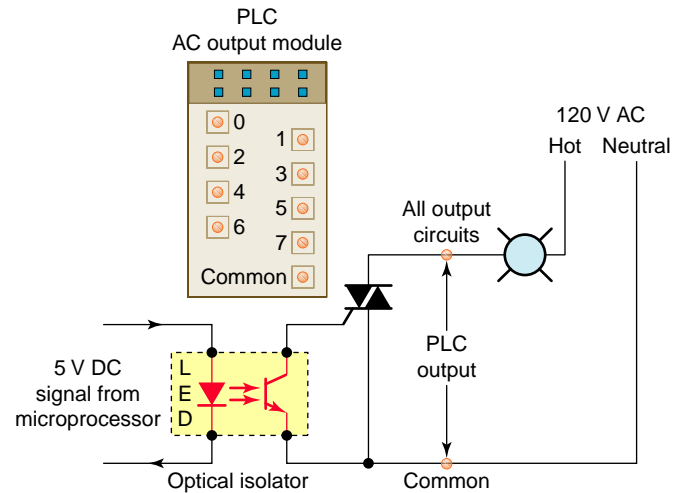 PLC
AC output module
0
1
2
3
4
5
6
7
Common
120 V AC
Hot Neutral
All output
circuits
PLC
output
5 V DC
signal from
microprocessor
L
E
D
Optical isolator
Common